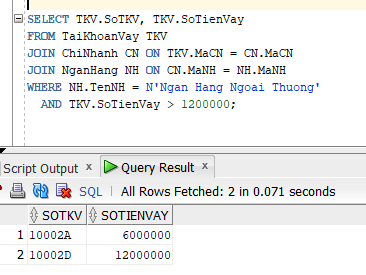 SELECT TKV.SoTKV, TKV.SoTienVay
FROM TaiKhoanVay TKV
JOIN ChiNhanh CN ON TKV.MaCN = CN.MaCN
JOIN NganHang NH ON CN.MaNH = NH.MaNH
WHERE NH.TenNH = N'Ngan Hang Ngoai Thuong'
AND TKV.SoTienVay > 1200000;
Script Output x Query Result x
SQL | All Rows Fetched: 2 in 0.071 seconds
SOTKV SOTIENVAY
1 10002A 6000000
2 10002D 12000000